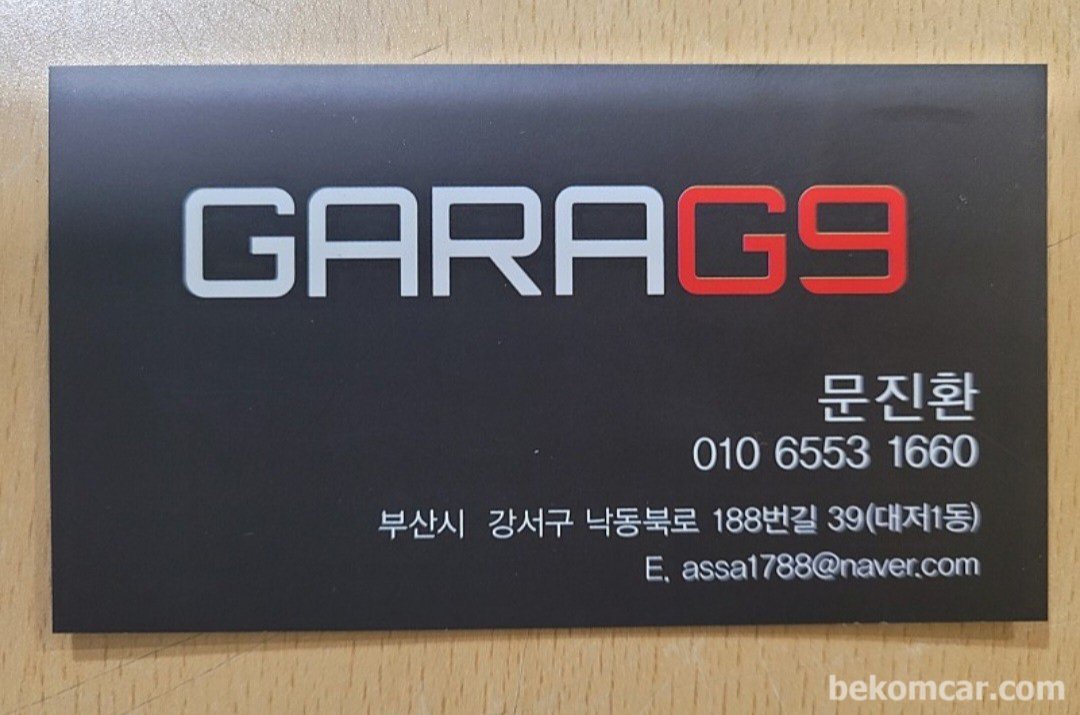 GARAG9
문진환
010 6553 1660
부산시 강서구 낙동북로 188번길 39(대저1동)
E. assa1788@naver.com
bekomcar.com